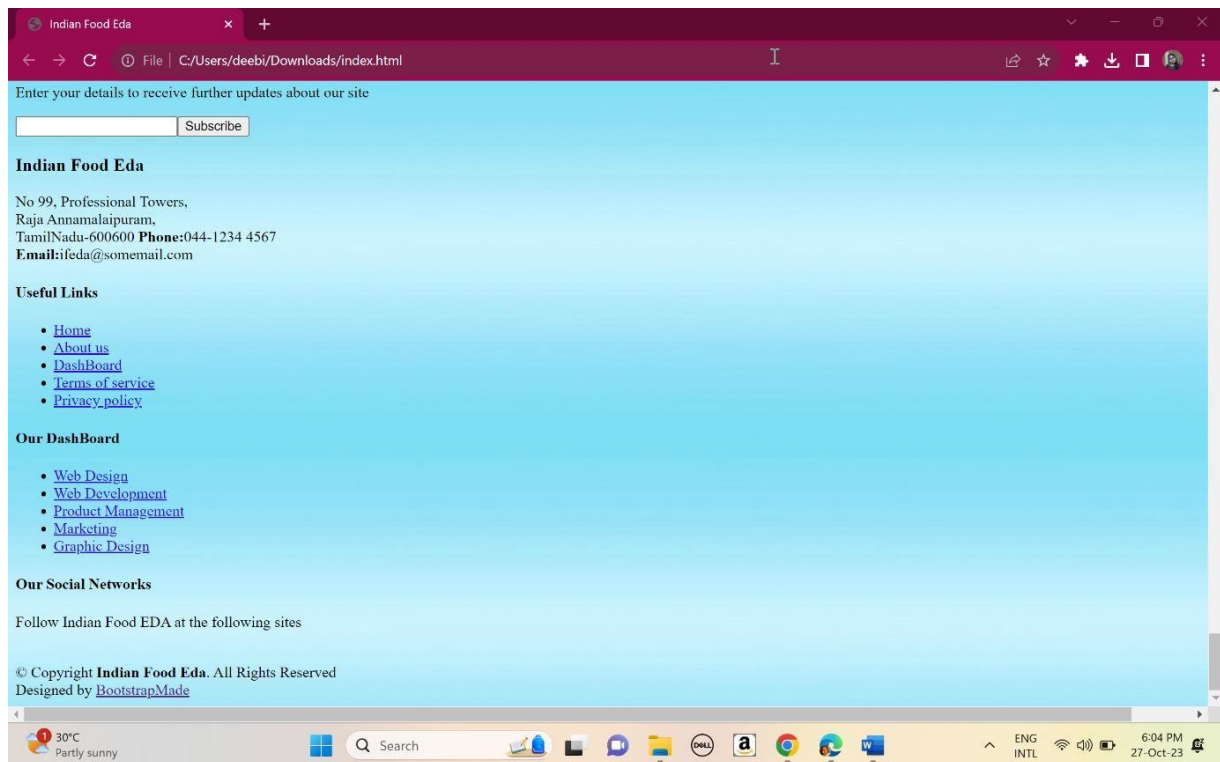 Indian Food Eda
File | C:/Users/deebi/Downloads/index.html
Enter your details to receive further updates about our site
Subscribe
Indian Food Eda
No 99, Professional Towers,
Raja Annamalaipuram,
TamilNadu-600600 Phone:044-1234 4567
Email:ifeda@somemail.com
Useful Links
Home
About us
DashBoard
Terms of service
Privacy policy
Our DashBoard
Web Design
Web Development
Product Management
Marketing
Graphic Design
Our Social Networks
Follow Indian Food EDA at the following sites
© Copyright Indian Food Eda. All Rights Reserved
Designed by BootstrapMade
1
30°C
Partly sunny
Search
DELL
a
W
ENG
INTL
6:04 PM
27-Oct-23